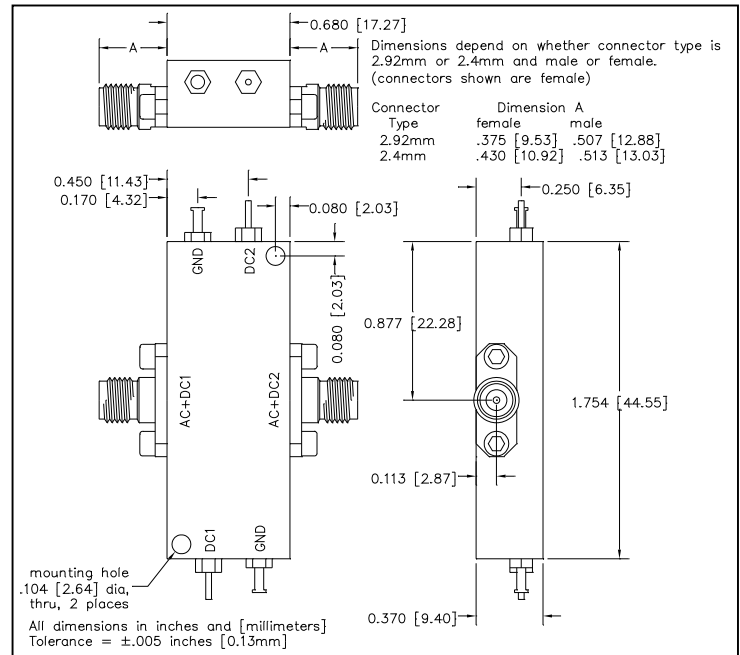 0.680 [17.27]
A
A
Dimensions depend on whether connector type is
2.92mm or 2.4mm and male or female.
(connectors shown are female)
Connector Dimension A
Type female male
2.92mm .375 [9.53] .507 [12.88]
2.4mm .430 [10.92] .513 [13.03]
0.450 [11.43]
0.170 [4.32]
0.080 [2.03]
0.250 [6.35]
GND
DC2
0.080 [2.03]
0.877 [22.28]
AC+DC1
AC+DC2
1.754 [44.55]
0.113 [2.87]
DC1
GND
mounting hole
.104 [2.64] dia,
thru, 2 places
0.370 [9.40]
All dimensions in inches and [millimeters]
Tolerance = ±.005 inches [0.13mm]